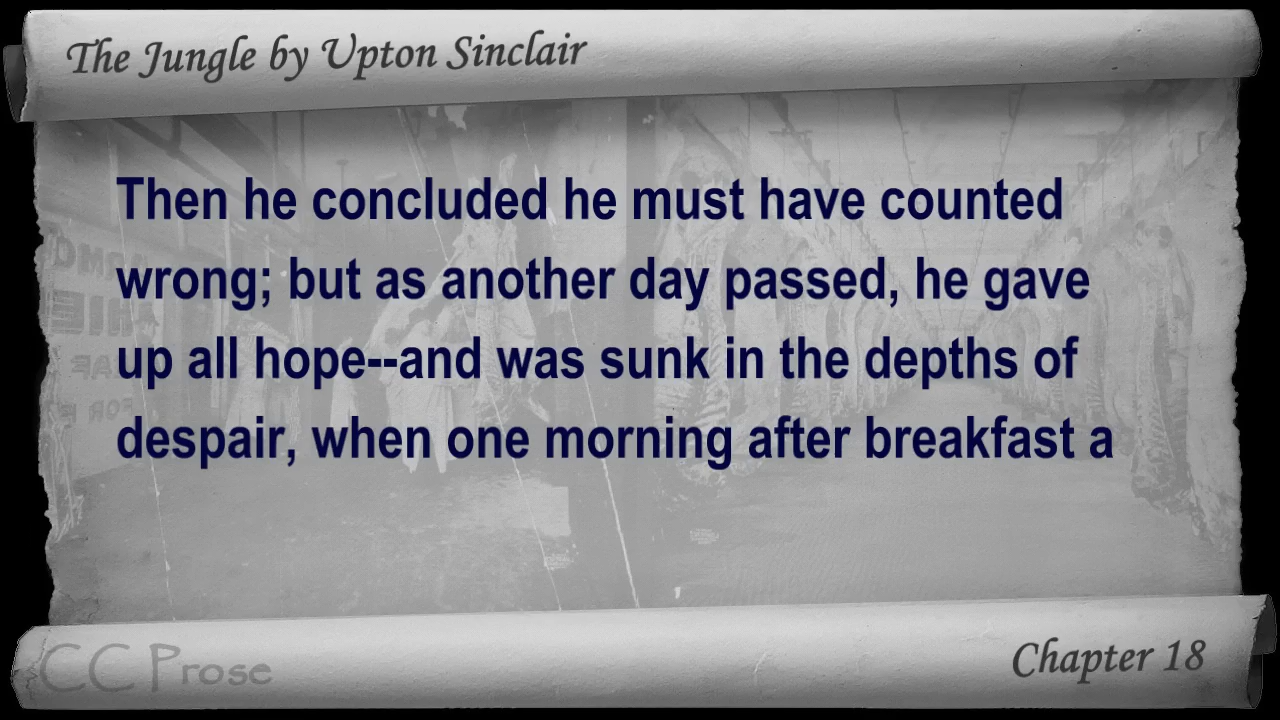 The Jungle by Upton Sinclair
Then he concluded he must have counted
wrong; but as another day passed, he gave
up all hope--and was sunk in the depths of
despair, when one morning after breakfast a
CC Prose
Chapter 18